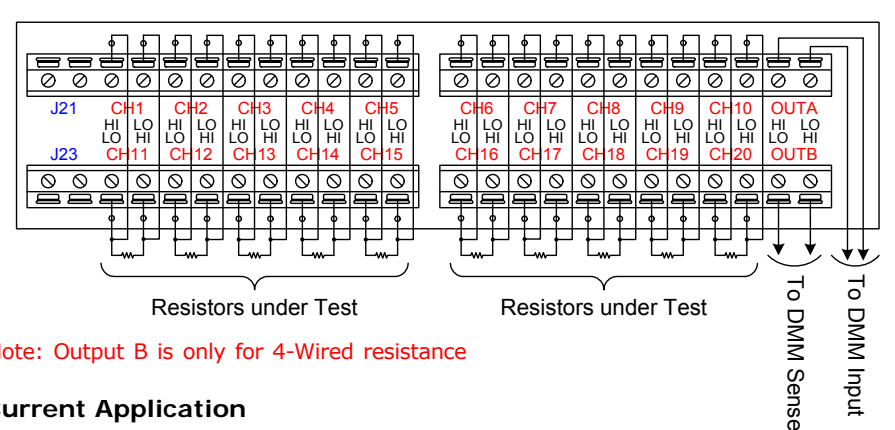 J21 CH1 CH2 CH3 CH4 CH5 CH6 CH7 CH8 CH9 CH10 OUTA
HI LO HI LO HI LO HI LO HI LO HI LO HI LO HI LO HI LO HI LO HI LO
LO HI LO HI LO HI LO HI LO HI LO HI LO HI LO HI LO HI LO HI LO HI
J23 CH11 CH12 CH13 CH14 CH15 CH16 CH17 CH18 CH19 CH20 OUTB
Resistors under Test Resistors under Test
To DMM Sense
To DMM Input
ote: Output B is only for 4-Wired resistance
urrent Application